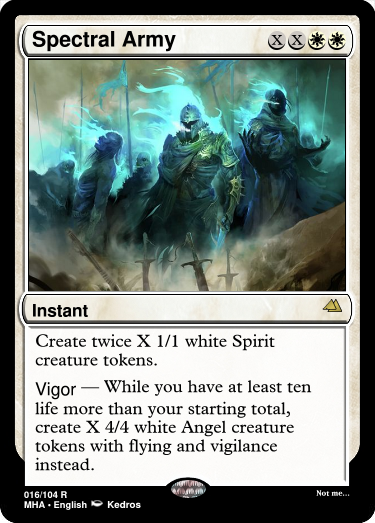 Spectral Army X X
Instant
Create twice X 1/1 white Spirit
creature tokens.
Vigor — While you have at least ten
life more than your starting total,
create X 4/4 white Angel creature
tokens with flying and vigilance
instead.
016/104 R
Not me...
MHA • English Kedros